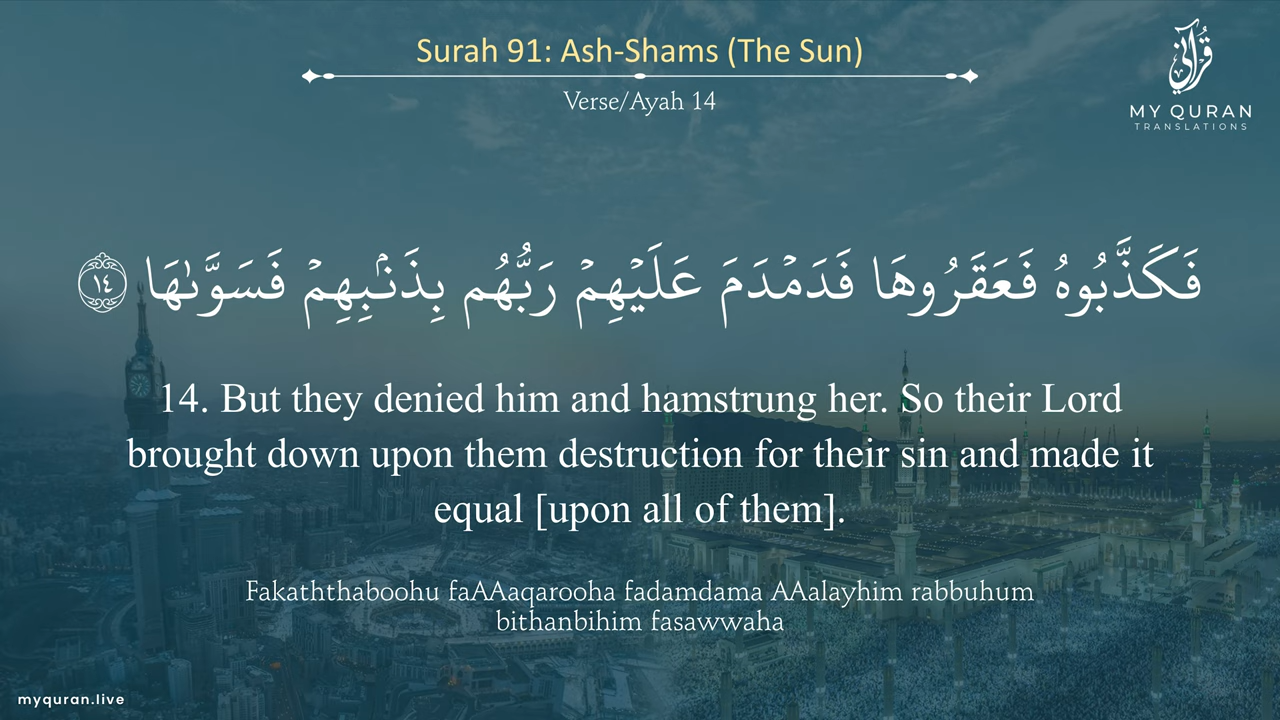 Surah 91: Ash-Shams (The Sun)
Verse/Ayah 14
قرآني
MY QURAN
TRANSLATIONS
فَكَذَّبُوهُ فَعَقَرُوهَا فَدَمۡدَمَ عَلَيۡهِمۡ رَبُّهُم بِذَنۢبِهِمۡ فَسَوَّىٰهَا ١٤
14. But they denied him and hamstrung her. So their Lord
brought down upon them destruction for their sin and made it
equal [upon all of them].
Fakaththaboohu faAAaqarooha fadamdama AAalayhim rabbuhum
bithanbihim fasawwaha
myquran.live